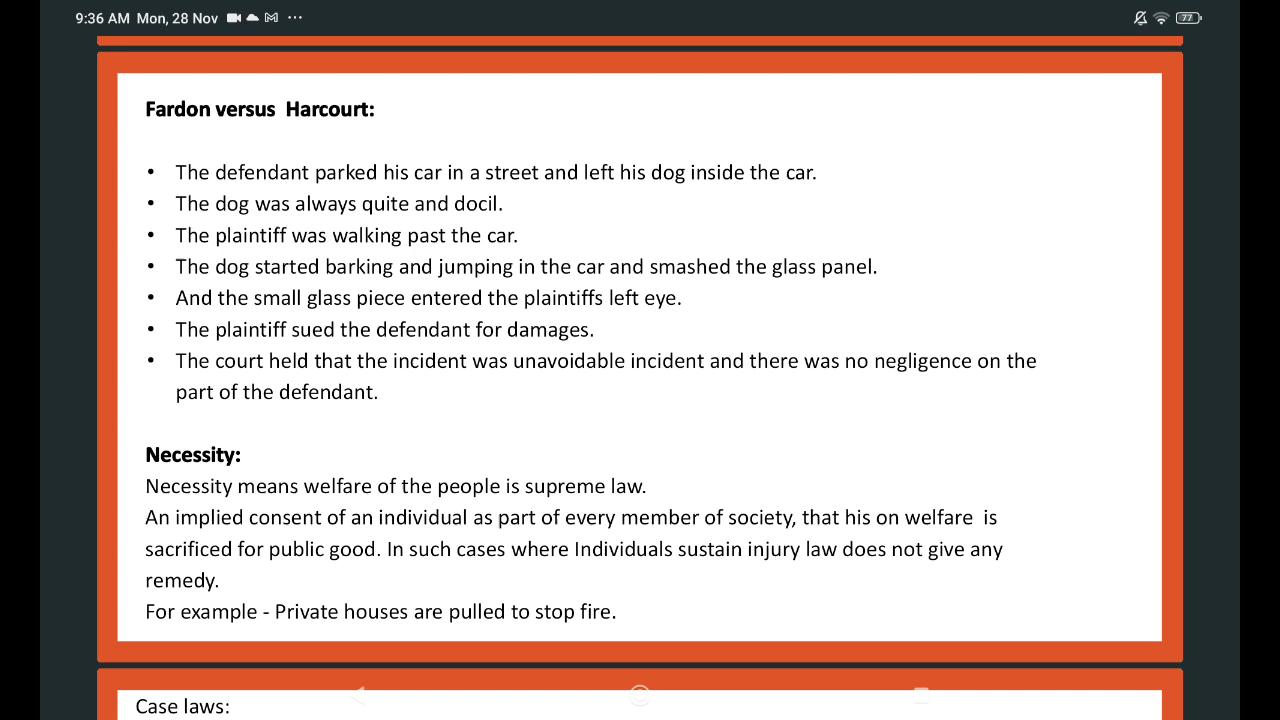 9:36 AM Mon, 28 Nov
77
Fardon versus Harcourt:
• The defendant parked his car in a street and left his dog inside the car.
• The dog was always quite and docil.
• The plaintiff was walking past the car.
• The dog started barking and jumping in the car and smashed the glass panel.
• And the small glass piece entered the plaintiffs left eye.
• The plaintiff sued the defendant for damages.
• The court held that the incident was unavoidable incident and there was no negligence on the
part of the defendant.
Necessity:
Necessity means welfare of the people is supreme law.
An implied consent of an individual as part of every member of society, that his on welfare is
sacrificed for public good. In such cases where Individuals sustain injury law does not give any
remedy.
For example - Private houses are pulled to stop fire.
Case laws: